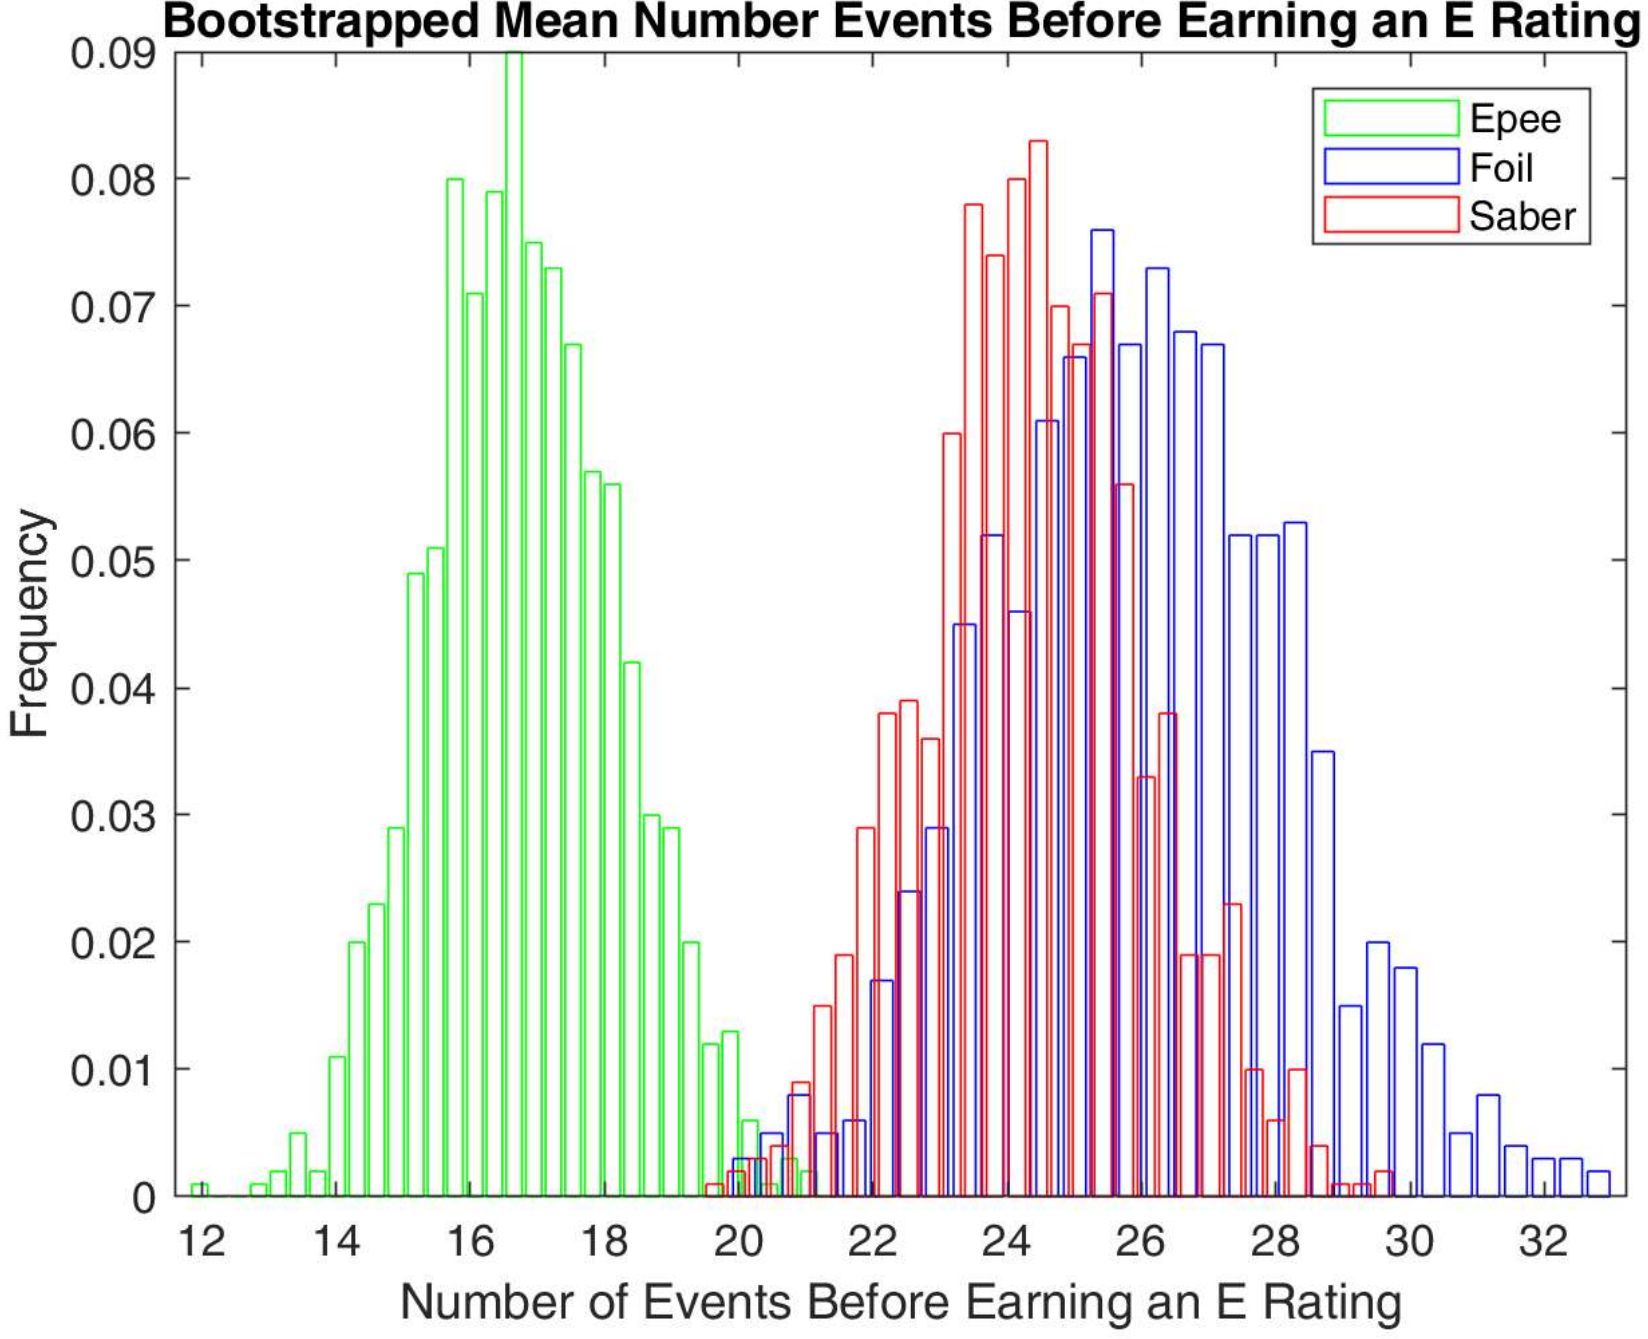 Bootstrapped Mean Number Events Before Earning an E Rating
0.09
0.08
0.07
0.06
0.05
0.04
0.03
0.02
0.01
0
Frequency
Epee
Foil
Saber
12 14 16 18 20 22 24 26 28 30 32
Number of Events Before Earning an E Rating